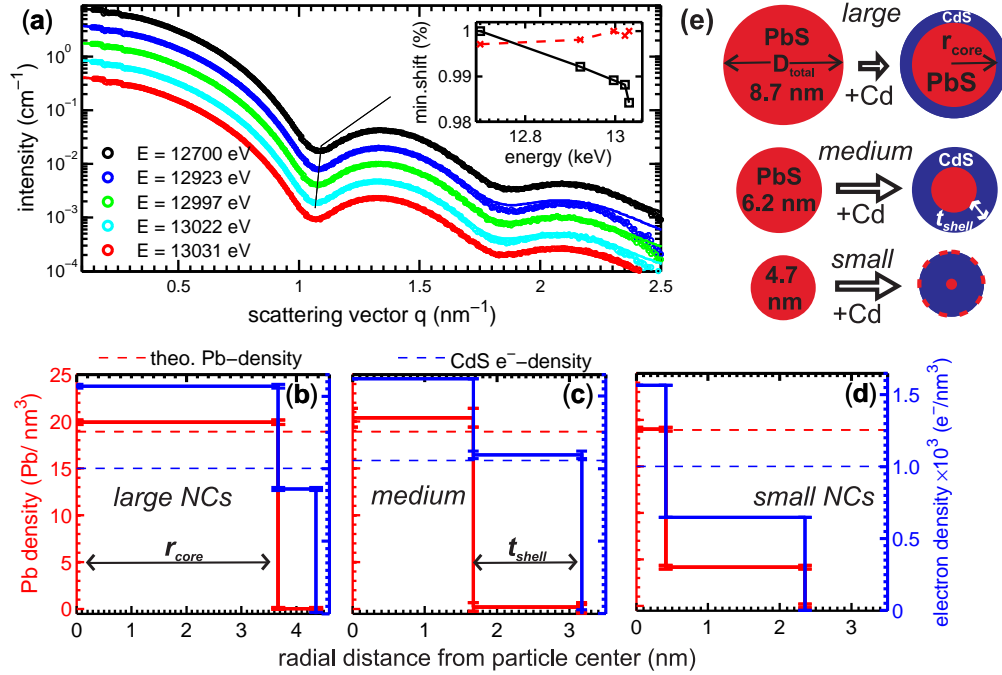 (a)
intensity (cm⁻¹)
10⁰
10⁻¹
10⁻²
10⁻³
10⁻⁴
E = 12700 eV
E = 12923 eV
E = 12997 eV
E = 13022 eV
E = 13031 eV
0.5
1
1.5
2
2.5
scattering vector q (nm⁻¹)
min.shift (%)
1
0.99
0.98
12.8
13
energy (keV)
(e)
large
PbS
D_total
8.7 nm
+Cd
CdS
r_core
PbS
medium
PbS
6.2 nm
+Cd
CdS
t_shell
small
4.7
nm
+Cd
theo. Pb−density
CdS e⁻−density
Pb density (Pb/ nm³)
25
20
15
10
5
0
(b)
large NCs
r_core
0 1 2 3 4
(c)
medium
t_shell
0 1 2 3
(d)
small NCs
0 1 2 3
1.5
1.0
0.5
0
electron density ×10³ (e⁻/nm³)
radial distance from particle center (nm)